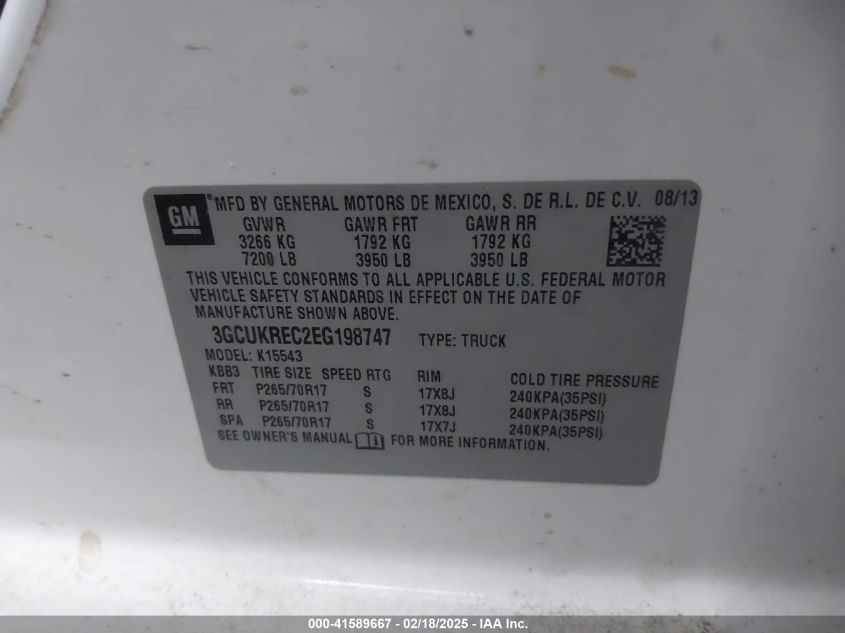 GM ® MFD BY GENERAL MOTORS DE MEXICO, S. DE R.L. DE C.V. 08/13
GVWR GAWR FRT GAWR RR
3266 KG 1792 KG 1792 KG
7200 LB 3950 LB 3950 LB
THIS VEHICLE CONFORMS TO ALL APPLICABLE U.S. FEDERAL MOTOR
VEHICLE SAFETY STANDARDS IN EFFECT ON THE DATE OF
MANUFACTURE SHOWN ABOVE.
3GCUKREC2EG198747 TYPE: TRUCK
MODEL: K15543
KBB3 TIRE SIZE SPEED RTG RIM COLD TIRE PRESSURE
FRT P265/70R17 S 17X8J 240KPA(35PSI)
RR P265/70R17 S 17X8J 240KPA(35PSI)
SPA P265/70R17 S 17X7J 240KPA(35PSI)
SEE OWNER'S MANUAL FOR MORE INFORMATION.
000-41589667 - 02/18/2025 - IAA Inc.